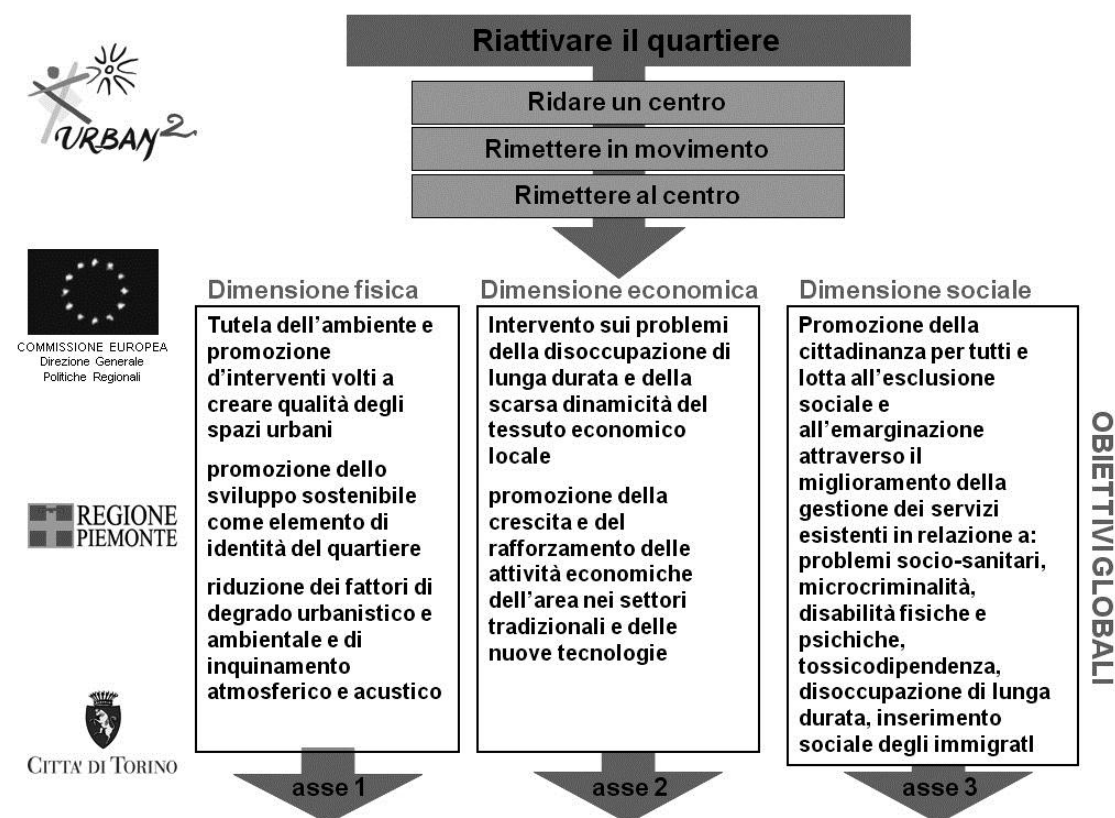 Riattivare il quartiere
Ridare un centro
Rimettere in movimento
Rimettere al centro
URBAN 2
COMMISSIONE EUROPEA
Direzione Generale
Politiche Regionali
REGIONE
PIEMONTE
CITTA' DI TORINO
Dimensione fisica
Tutela dell'ambiente e
promozione
d'interventi volti a
creare qualità degli
spazi urbani
promozione dello
sviluppo sostenibile
come elemento di
identità del quartiere
riduzione dei fattori di
degrado urbanistico e
ambientale e di
inquinamento
atmosferico e acustico
asse 1
Dimensione economica
Intervento sui problemi
della disoccupazione di
lunga durata e della
scarsa dinamicità del
tessuto economico
locale
promozione della
crescita e del
rafforzamento delle
attività economiche
dell'area nei settori
tradizionali e delle
nuove tecnologie
asse 2
Dimensione sociale
Promozione della
cittadinanza per tutti e
lotta all'esclusione
sociale e
all'emarginazione
attraverso il
miglioramento della
gestione dei servizi
esistenti in relazione a:
problemi socio-sanitari,
microcriminalità,
disabilità fisiche e
psichiche,
tossicodipendenza,
disoccupazione di lunga
durata, inserimento
sociale degli immigratI
asse 3
OBIETTIVI GLOBALI